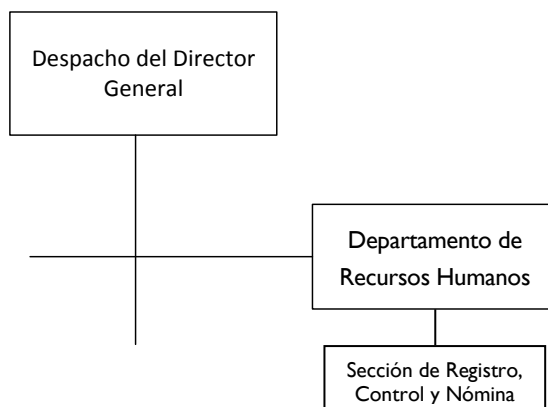 Despacho del Director
General
Departamento de
Recursos Humanos
Sección de Registro,
Control y Nómina